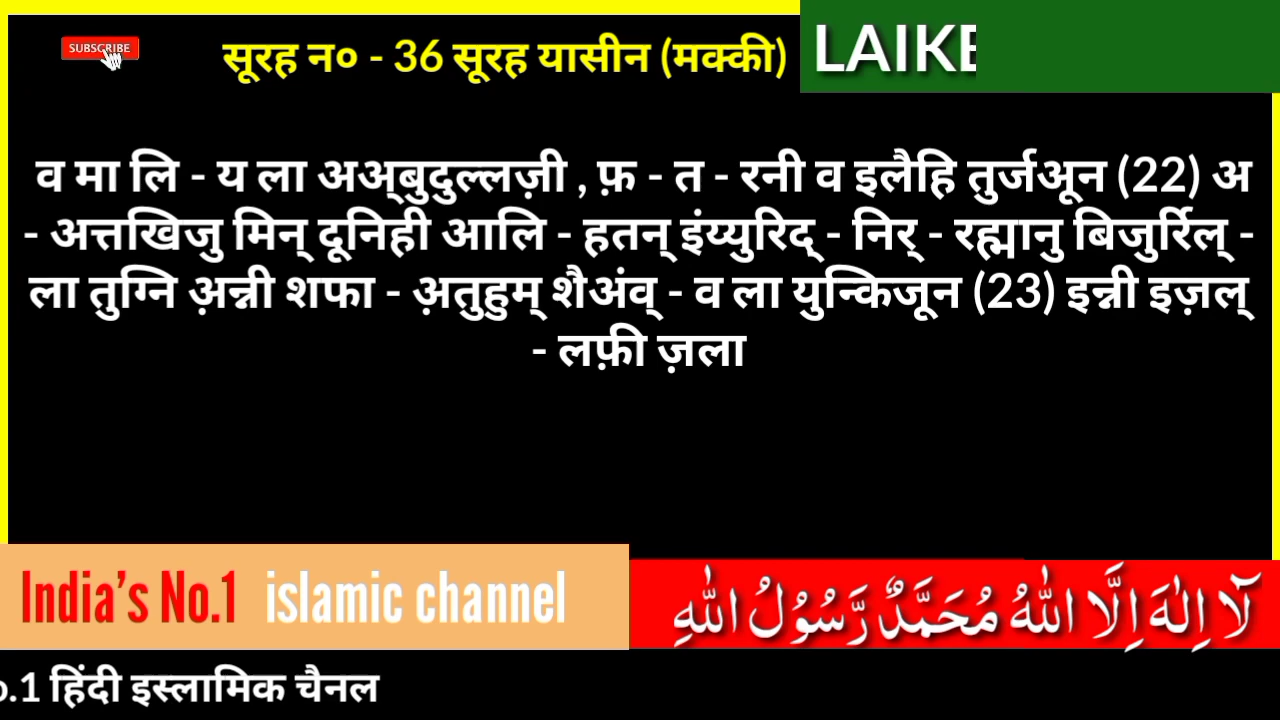 SUBSCRIBE
सूरह न० - 36 सूरह यासीन (मक्की)
LAIKE
व मा लि - य ला अअ्बुदुल्लज़ी , फ़ - त - रनी व इलैहि तुर्जअून (22) अ
- अत्तखिजु मिन् दूनिही आलि - हतन् इंय्युरिद् - निर् - रह्मानु बिजुर्रिल् -
ला तुग्नि अ़न्नी शफा - अ़तुहुम् शैअंव् - व ला युन्किजून (23) इन्नी इज़ल्
- लफ़ी ज़ला
India's No.1 islamic channel
لَآ اِلٰهَ اِلَّا اللّٰهُ مُحَمَّدٌ رَّسُوْلُ اللّٰهِ
o.1 हिंदी इस्लामिक चैनल